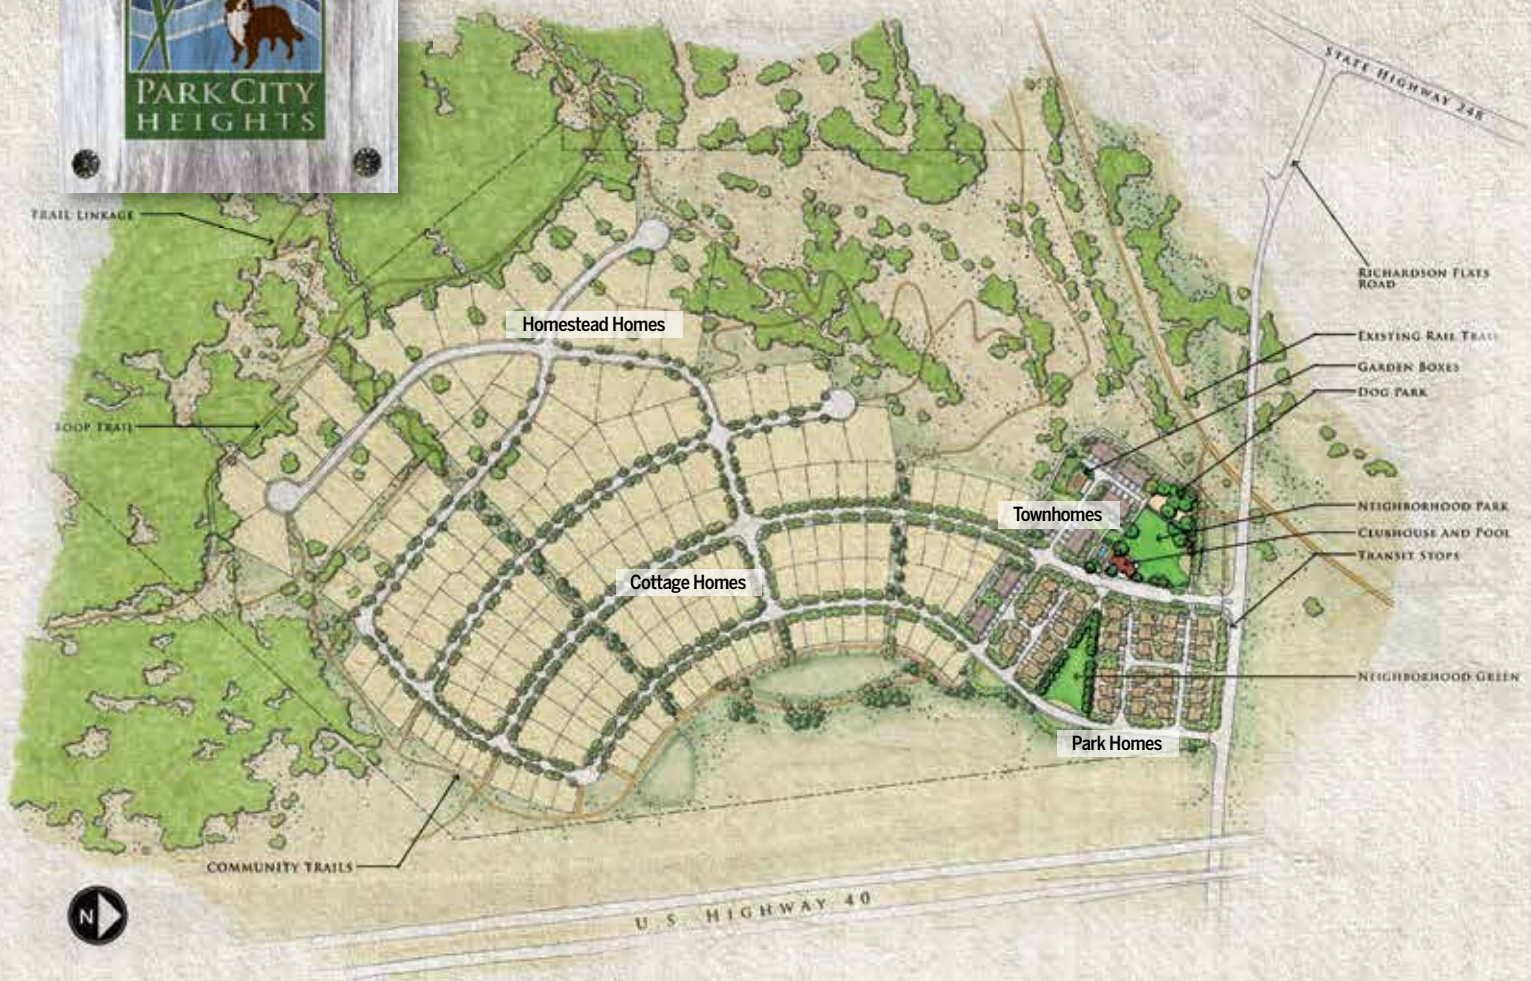 PARK CITY
HEIGHTS
STATE HIGHWAY 248
TRAIL LINKAGE
RICHARDSON FLATS
ROAD
Homestead Homes
EXISTING RAIL TRAIL
GARDEN BOXES
DOG PARK
LOOP TRAIL
NEIGHBORHOOD PARK
Townhomes
CLUBHOUSE AND POOL
TRANSIT STOPS
Cottage Homes
NEIGHBORHOOD GREEN
Park Homes
COMMUNITY TRAILS
U.S. HIGHWAY 40
N